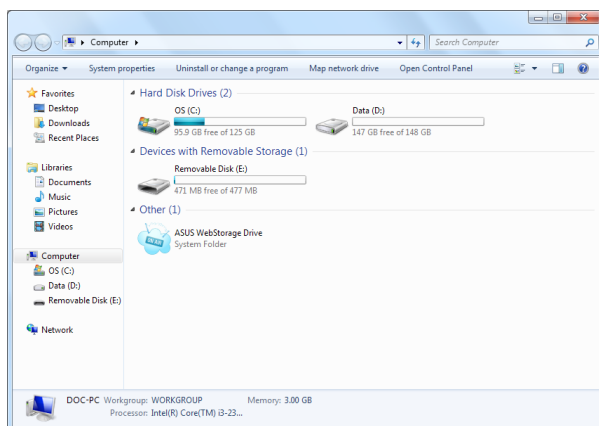 Computer
Search Computer
Organize
System properties
Uninstall or change a program
Map network drive
Open Control Panel
Favorites
Desktop
Downloads
Recent Places
Libraries
Documents
Music
Pictures
Videos
Computer
OS (C:)
Data (D:)
Removable Disk (E:)
Network
Hard Disk Drives (2)
OS (C:)
95.9 GB free of 125 GB
Data (D:)
147 GB free of 148 GB
Devices with Removable Storage (1)
Removable Disk (E:)
471 MB free of 477 MB
Other (1)
ASUS WebStorage Drive
System Folder
DOC-PC Workgroup: WORKGROUP Memory: 3.00 GB
Processor: Intel(R) Core(TM) i3-23...